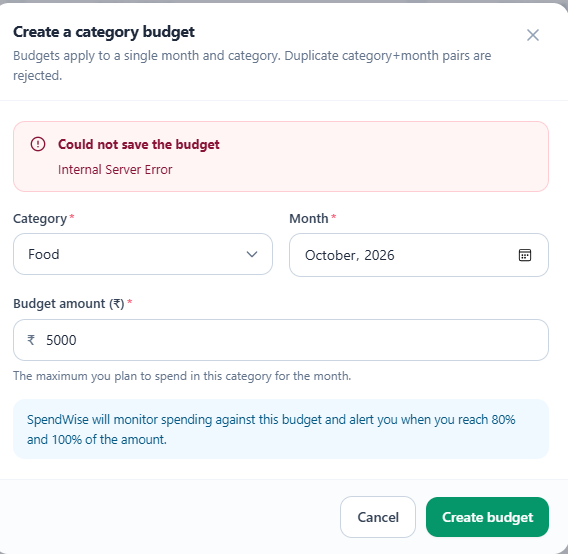 Create a category budget
Budgets apply to a single month and category. Duplicate category+month pairs are
rejected.
Could not save the budget
Internal Server Error
Category*
Month*
Food
October, 2026
Budget amount (₹)*
₹ 5000
The maximum you plan to spend in this category for the month.
SpendWise will monitor spending against this budget and alert you when you reach 80%
and 100% of the amount.
Cancel
Create budget